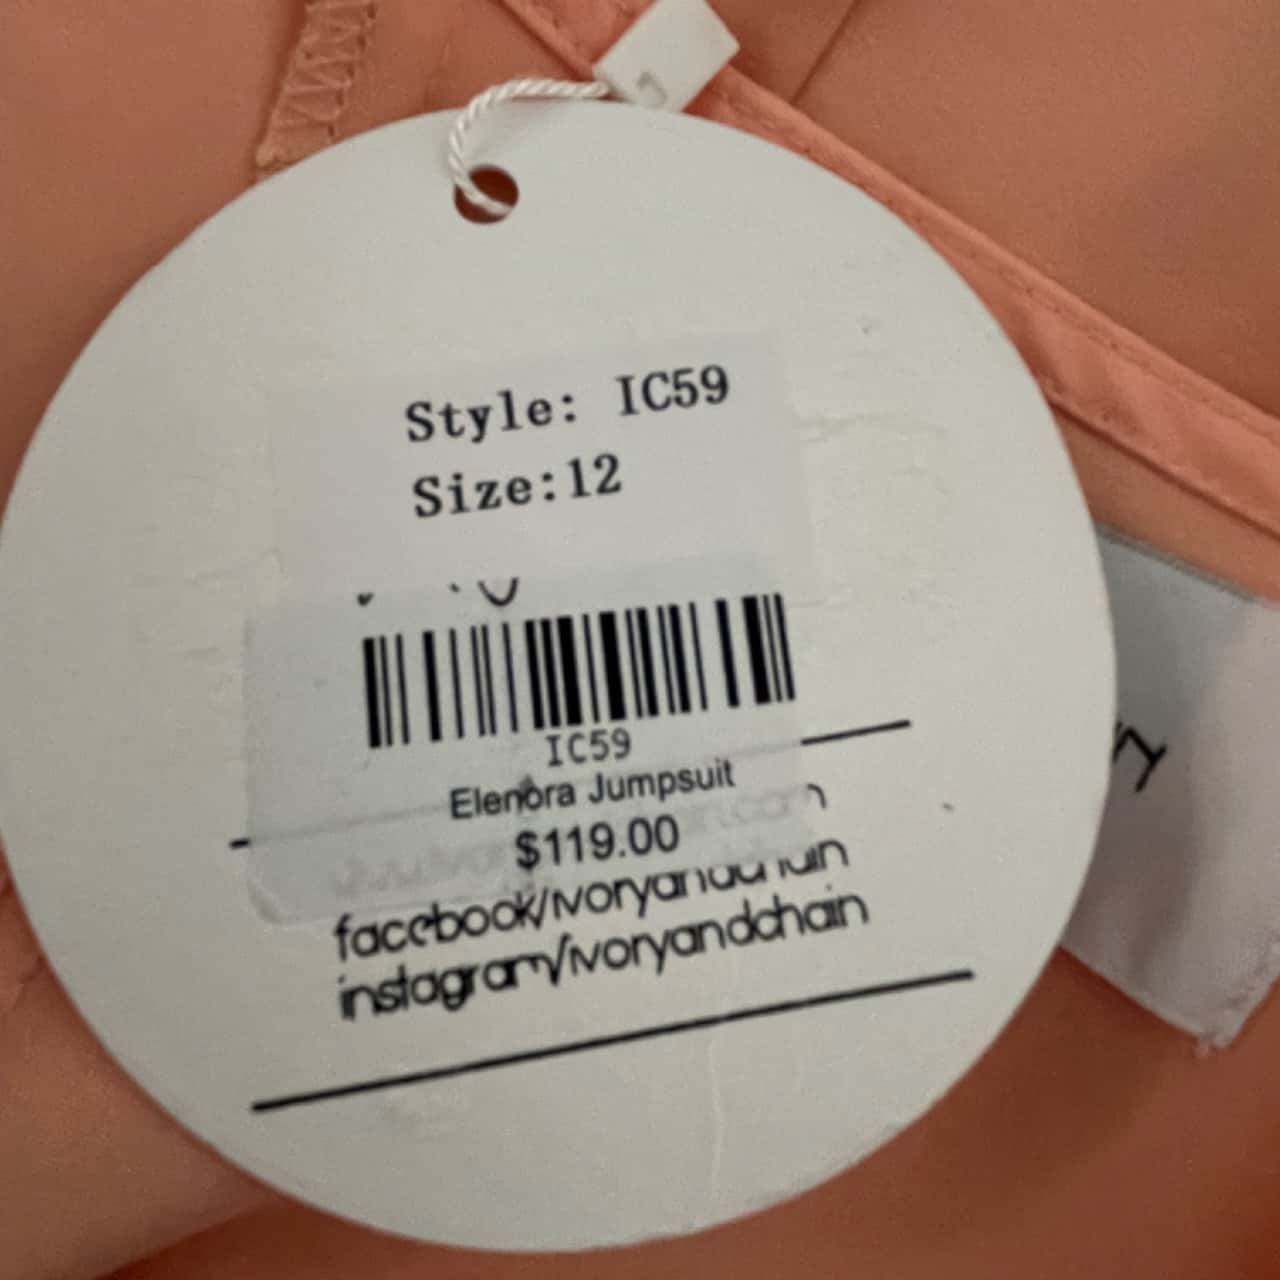 Style: IC59
Size:12
IC59
Elenora Jumpsuit
$119.00
facebook/ivoryandchain
instagram/ivoryandchain